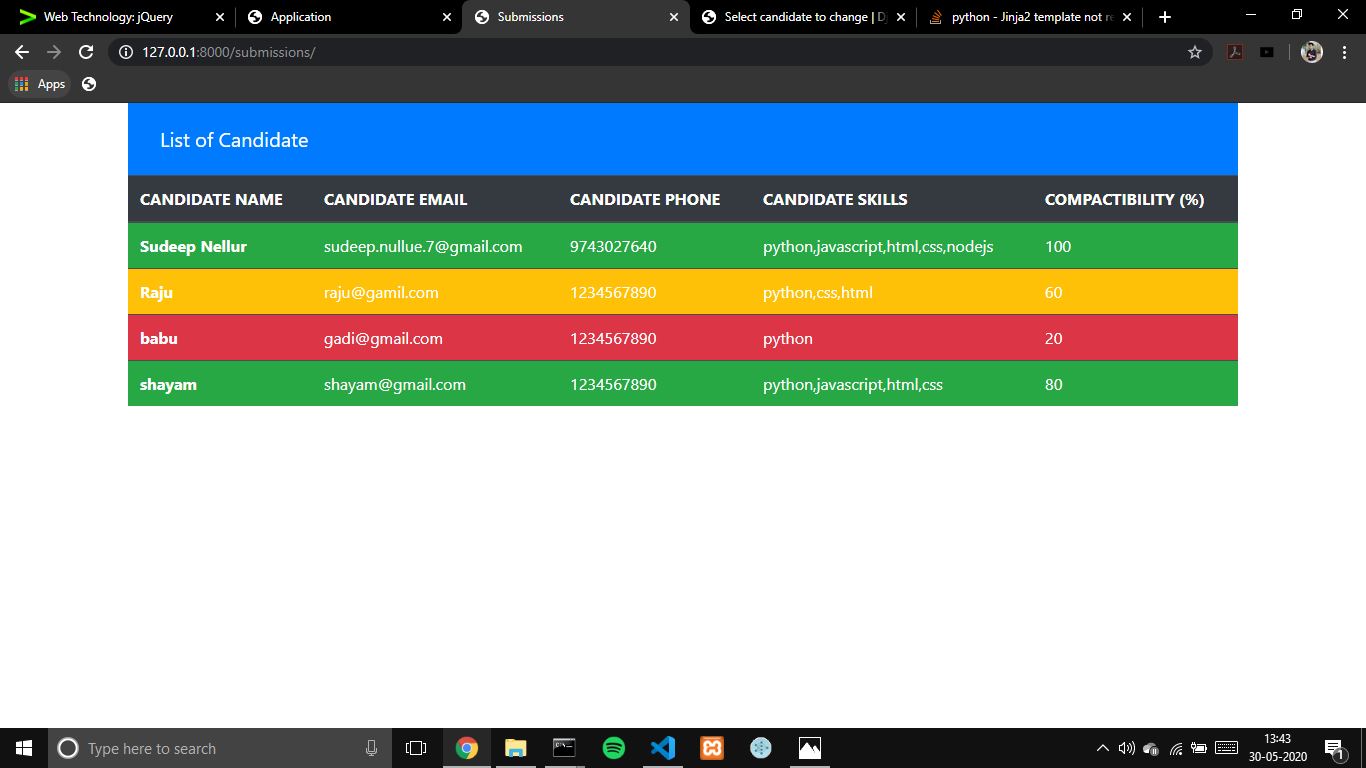 Web Technology: jQuery
Application
Submissions
Select candidate to change | Dj
python - Jinja2 template not re
127.0.0.1:8000/submissions/
Apps
List of Candidate
CANDIDATE NAME CANDIDATE EMAIL CANDIDATE PHONE CANDIDATE SKILLS COMPACTIBILITY (%)
Sudeep Nellur sudeep.nullue.7@gmail.com 9743027640 python,javascript,html,css,nodejs 100
Raju raju@gamil.com 1234567890 python,css,html 60
babu gadi@gmail.com 1234567890 python 20
shayam shayam@gmail.com 1234567890 python,javascript,html,css 80
Type here to search
13:43
30-05-2020
1